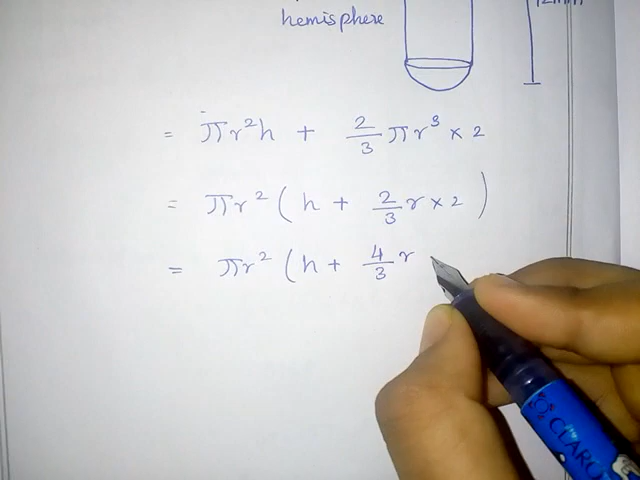 hemisphere
= πr²h + 2/3 πr³ × 2
= πr² ( h + 2/3 r × 2 )
= πr² ( h + 4/3 r